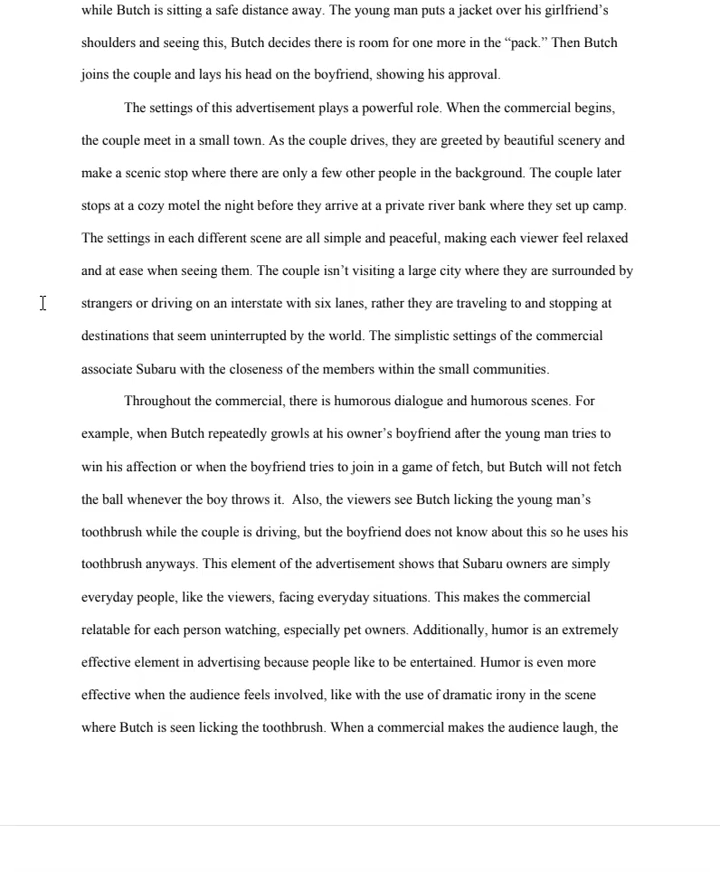 while Butch is sitting a safe distance away. The young man puts a jacket over his girlfriend’s
shoulders and seeing this, Butch decides there is room for one more in the “pack.” Then Butch
joins the couple and lays his head on the boyfriend, showing his approval.
The settings of this advertisement plays a powerful role. When the commercial begins,
the couple meet in a small town. As the couple drives, they are greeted by beautiful scenery and
make a scenic stop where there are only a few other people in the background. The couple later
stops at a cozy motel the night before they arrive at a private river bank where they set up camp.
The settings in each different scene are all simple and peaceful, making each viewer feel relaxed
and at ease when seeing them. The couple isn’t visiting a large city where they are surrounded by
strangers or driving on an interstate with six lanes, rather they are traveling to and stopping at
destinations that seem uninterrupted by the world. The simplistic settings of the commercial
associate Subaru with the closeness of the members within the small communities.
Throughout the commercial, there is humorous dialogue and humorous scenes. For
example, when Butch repeatedly growls at his owner’s boyfriend after the young man tries to
win his affection or when the boyfriend tries to join in a game of fetch, but Butch will not fetch
the ball whenever the boy throws it.  Also, the viewers see Butch licking the young man’s
toothbrush while the couple is driving, but the boyfriend does not know about this so he uses his
toothbrush anyways. This element of the advertisement shows that Subaru owners are simply
everyday people, like the viewers, facing everyday situations. This makes the commercial
relatable for each person watching, especially pet owners. Additionally, humor is an extremely
effective element in advertising because people like to be entertained. Humor is even more
effective when the audience feels involved, like with the use of dramatic irony in the scene
where Butch is seen licking the toothbrush. When a commercial makes the audience laugh, the